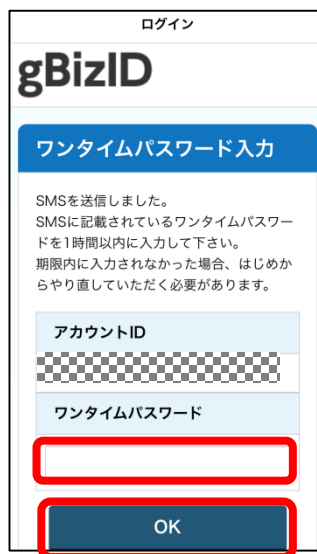 ログイン
gBizID
ワンタイムパスワード入力
SMSを送信しました。
SMSに記載されているワンタイムパスワー
ドを1時間以内に入力して下さい。
期限内に入力されなかった場合、はじめか
らやり直していただく必要があります。
アカウントID
ワンタイムパスワード
OK